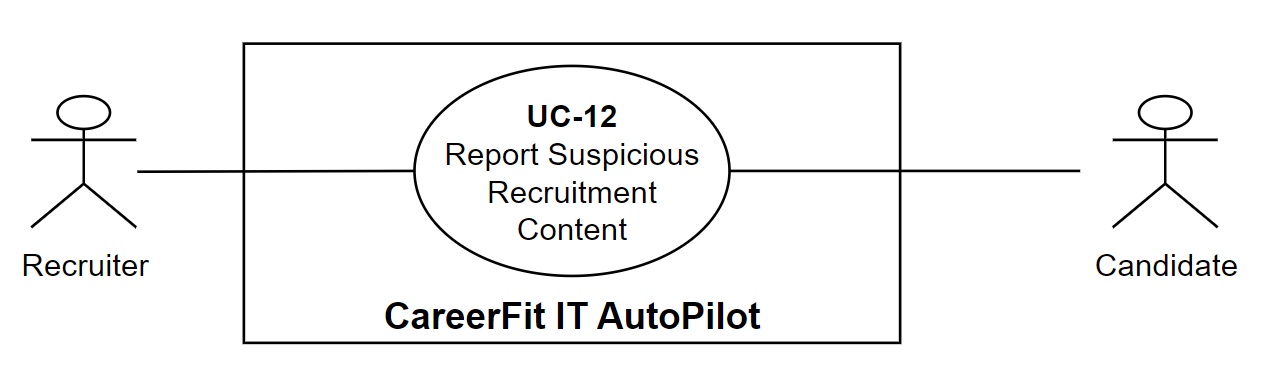 UC-12
Report Suspicious
Recruitment
Content
Recruiter
Candidate
CareerFit IT AutoPilot